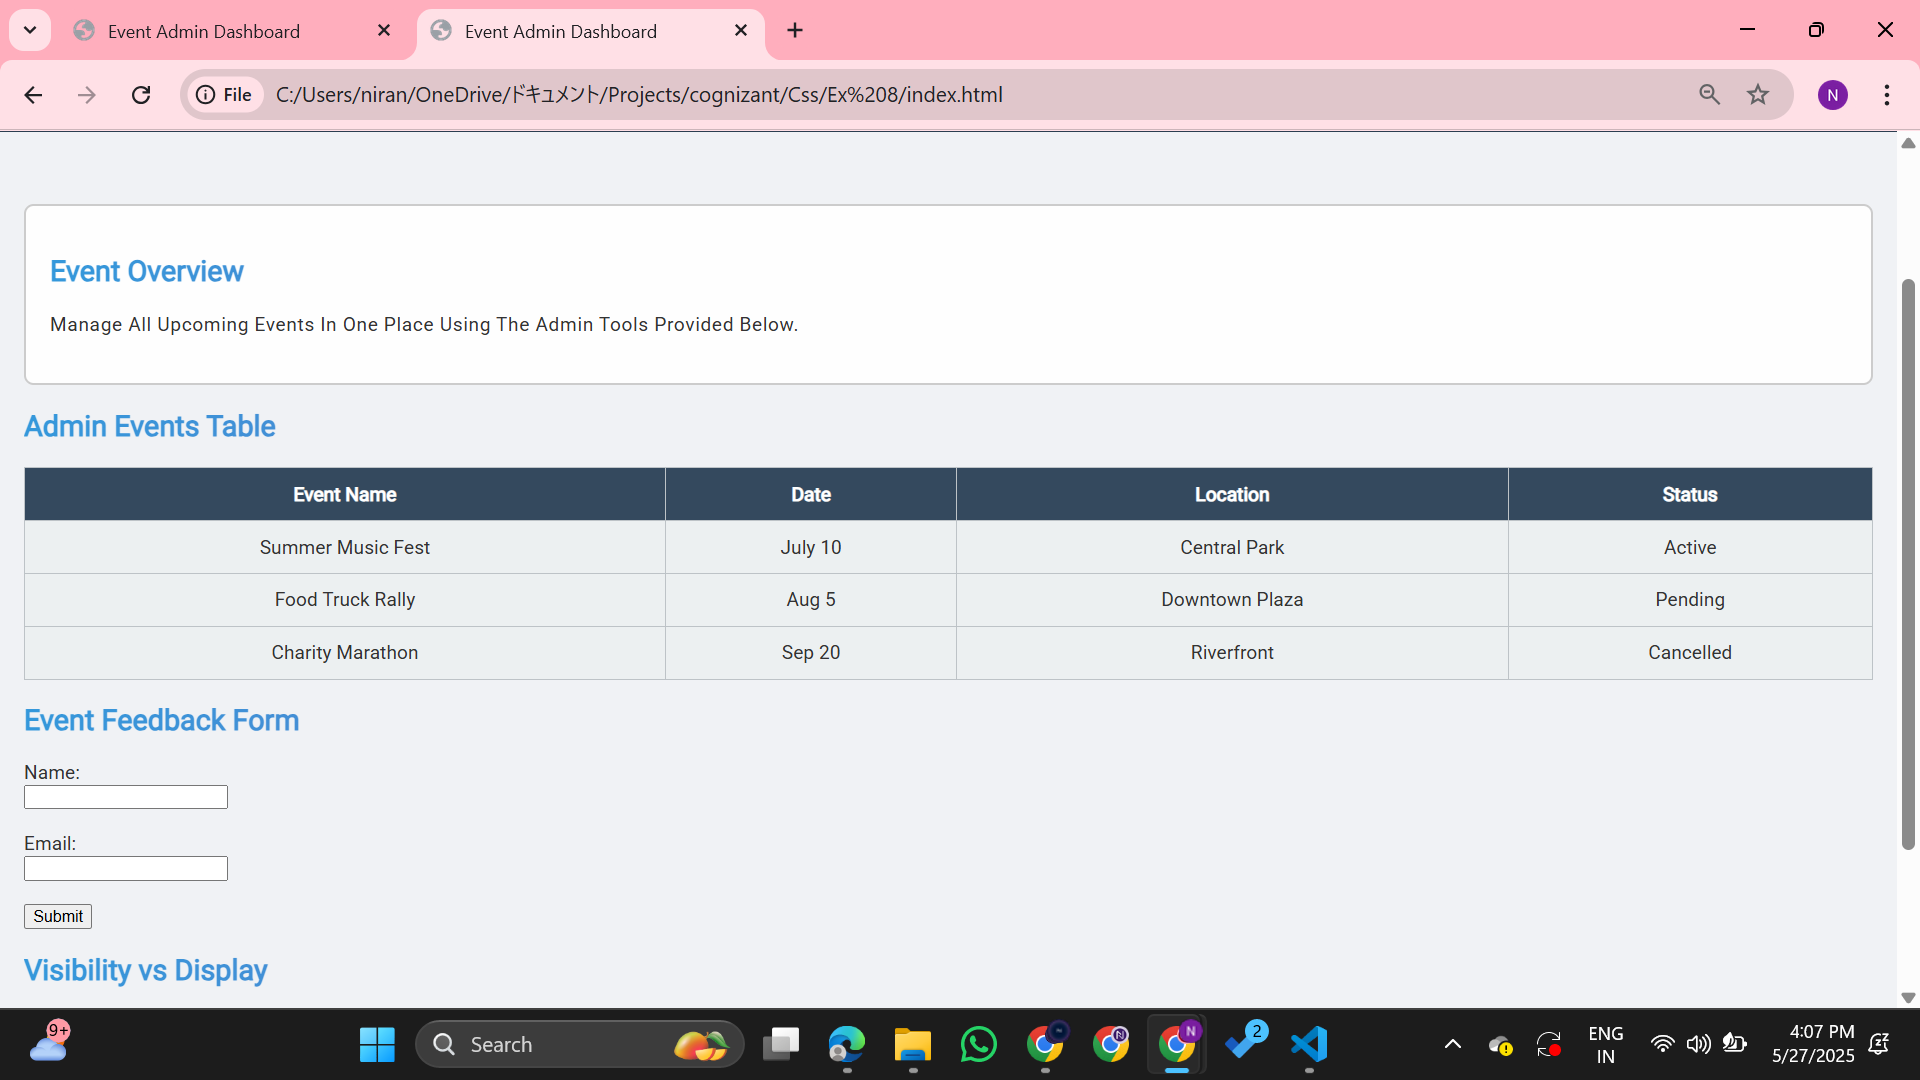 Event Admin Dashboard
Event Admin Dashboard
File
C:/Users/niran/OneDrive/ドキュメント/Projects/cognizant/Css/Ex%208/index.html
N
Event Overview
Manage All Upcoming Events In One Place Using The Admin Tools Provided Below.
Admin Events Table
Event Name Date Location Status
Summer Music Fest July 10 Central Park Active
Food Truck Rally Aug 5 Downtown Plaza Pending
Charity Marathon Sep 20 Riverfront Cancelled
Event Feedback Form
Name:
Email:
Submit
Visibility vs Display
9+
Search
N
N
2
ENG
IN
4:07 PM
5/27/2025